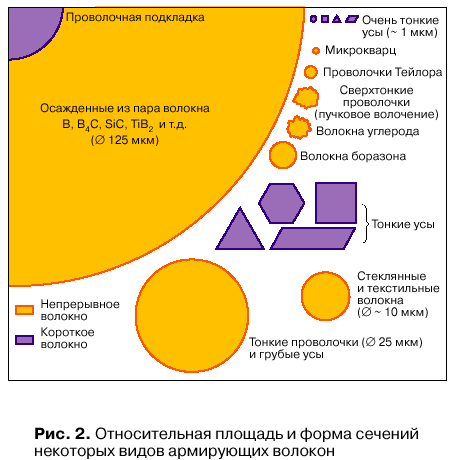 Проволочная подкладка
Осажденные из пара волокна
B, B₄C, SiC, TiB₂ и т.д.
(∅ 125 мкм)
Очень тонкие
усы (~ 1 мкм)
Микрокварц
Проволочки Тейлора
Сверхтонкие
проволочки
(пучковое волочение)
Волокна углерода
Волокна боразона
Тонкие усы
Стеклянные
и текстильные
волокна
(∅ ~ 10 мкм)
Непрерывное
волокно
Короткое
волокно
Тонкие проволочки (∅ 25 мкм)
и грубые усы
Рис. 2. Относительная площадь и форма сечений
некоторых видов армирующих волокон